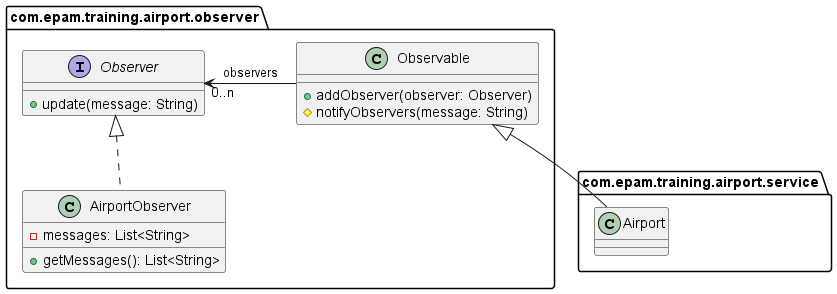 com.epam.training.airport.observer
I Observer
update(message: String)
observers
0..n
C Observable
addObserver(observer: Observer)
notifyObservers(message: String)
C AirportObserver
messages: List<String>
getMessages(): List<String>
com.epam.training.airport.service
C Airport